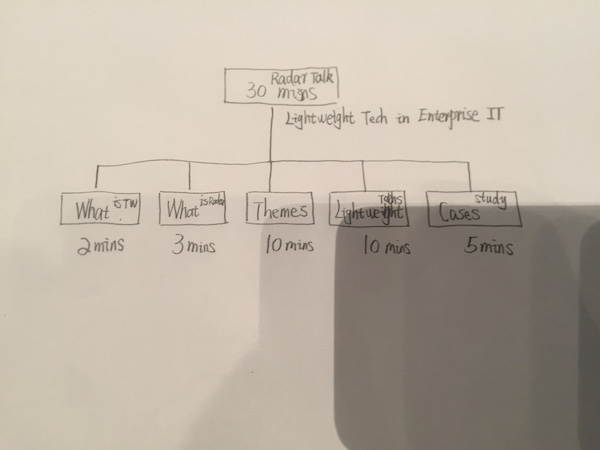 Radar Talk
30 mins
Lightweight Tech in Enterprise IT
What is TW
What is Radar
Themes
Lightweight
Cases study
2 mins
3 mins
10 mins
10 mins
5 mins